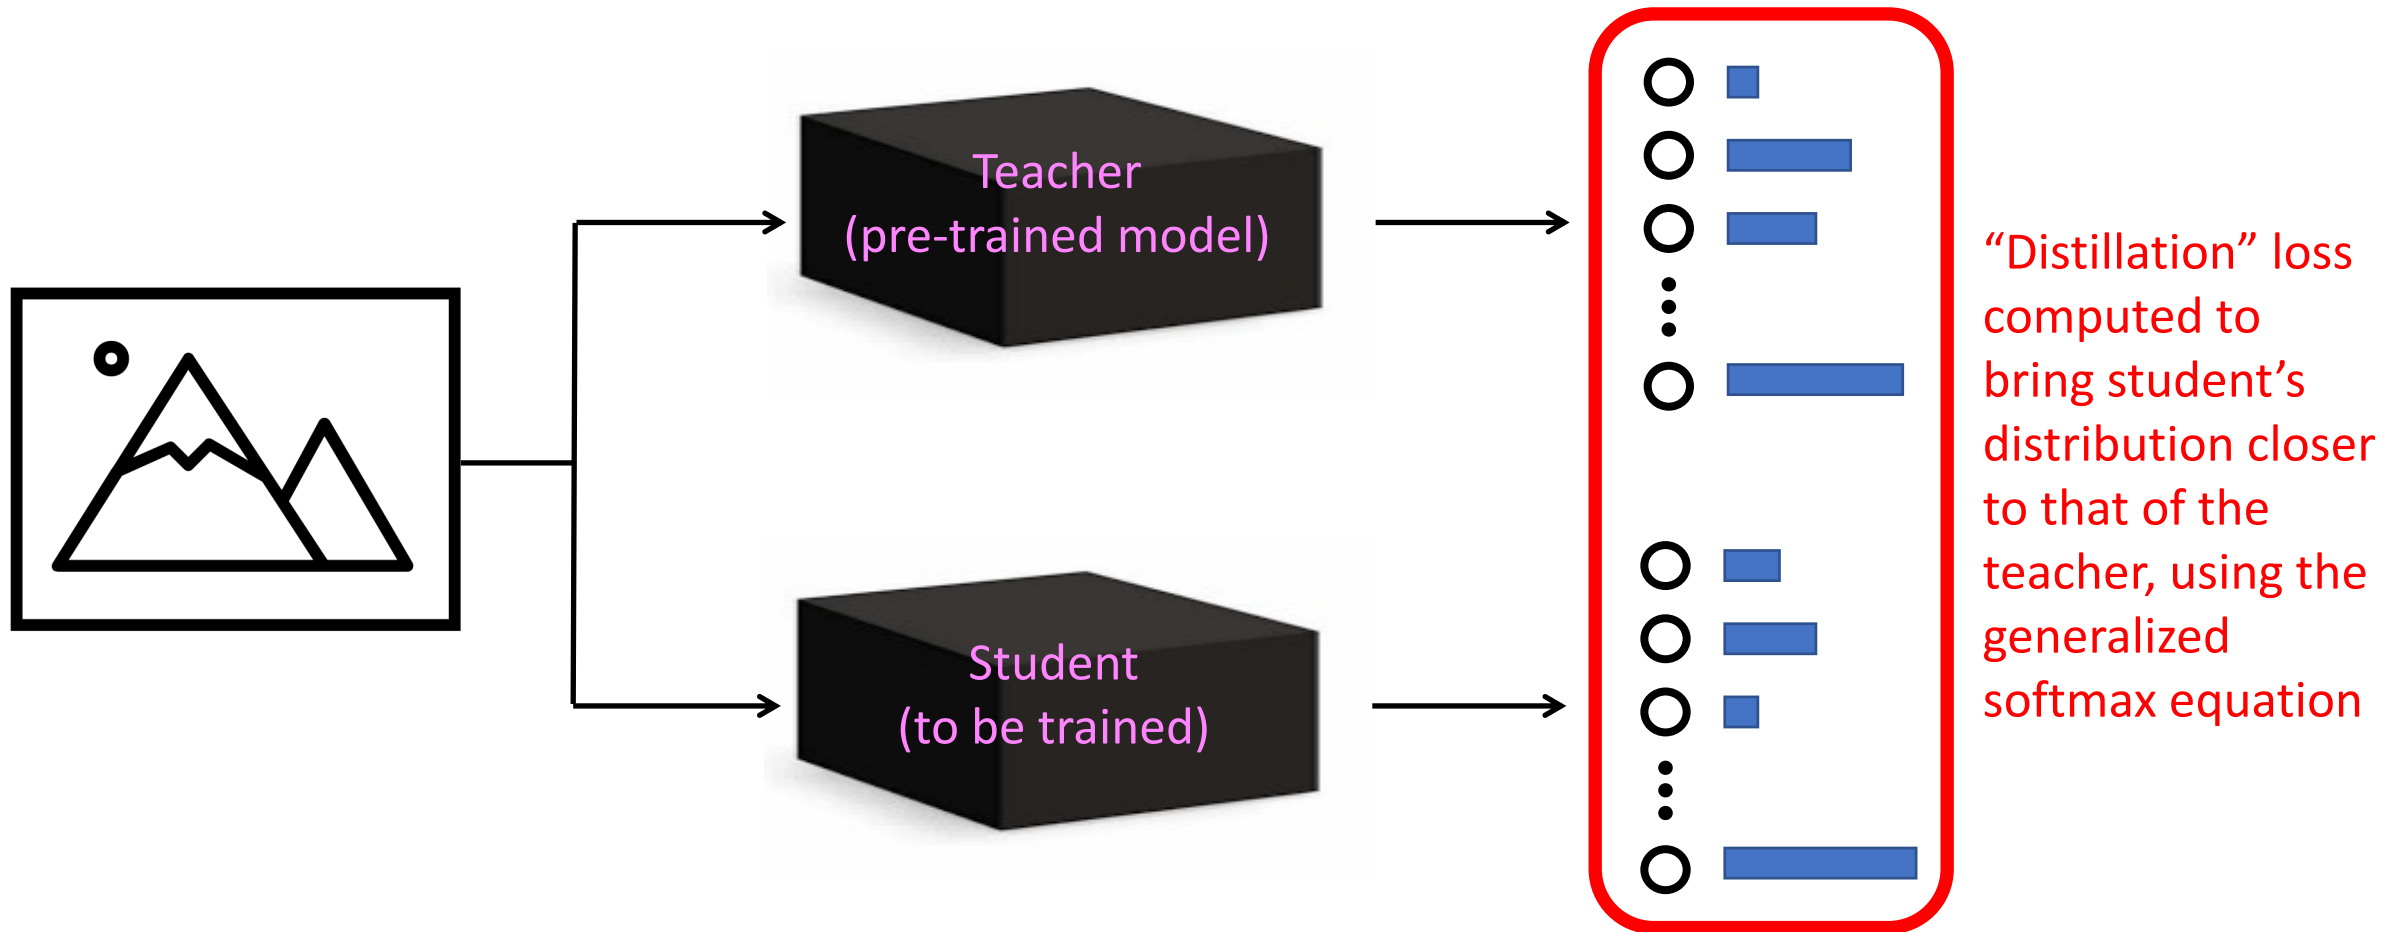 Teacher
(pre-trained model)
Student
(to be trained)
“Distillation” loss
computed to
bring student’s
distribution closer
to that of the
teacher, using the
generalized
softmax equation